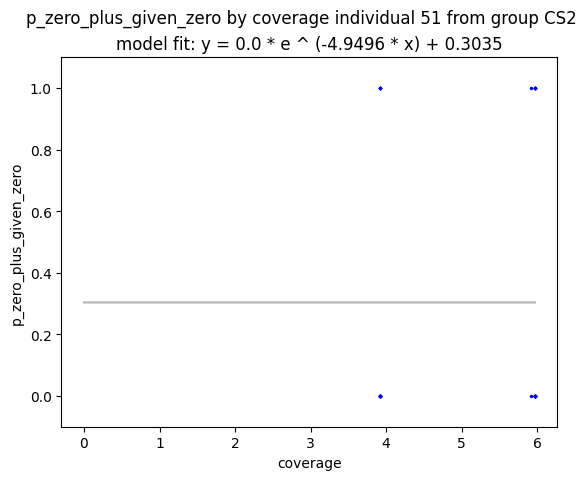 p_zero_plus_given_zero by coverage individual 51 from group CS2
model fit: y = 0.0 * e ^ (-4.9496 * x) + 0.3035
1.0
0.8
0.6
0.4
0.2
0.0
p_zero_plus_given_zero
0 1 2 3 4 5 6
coverage